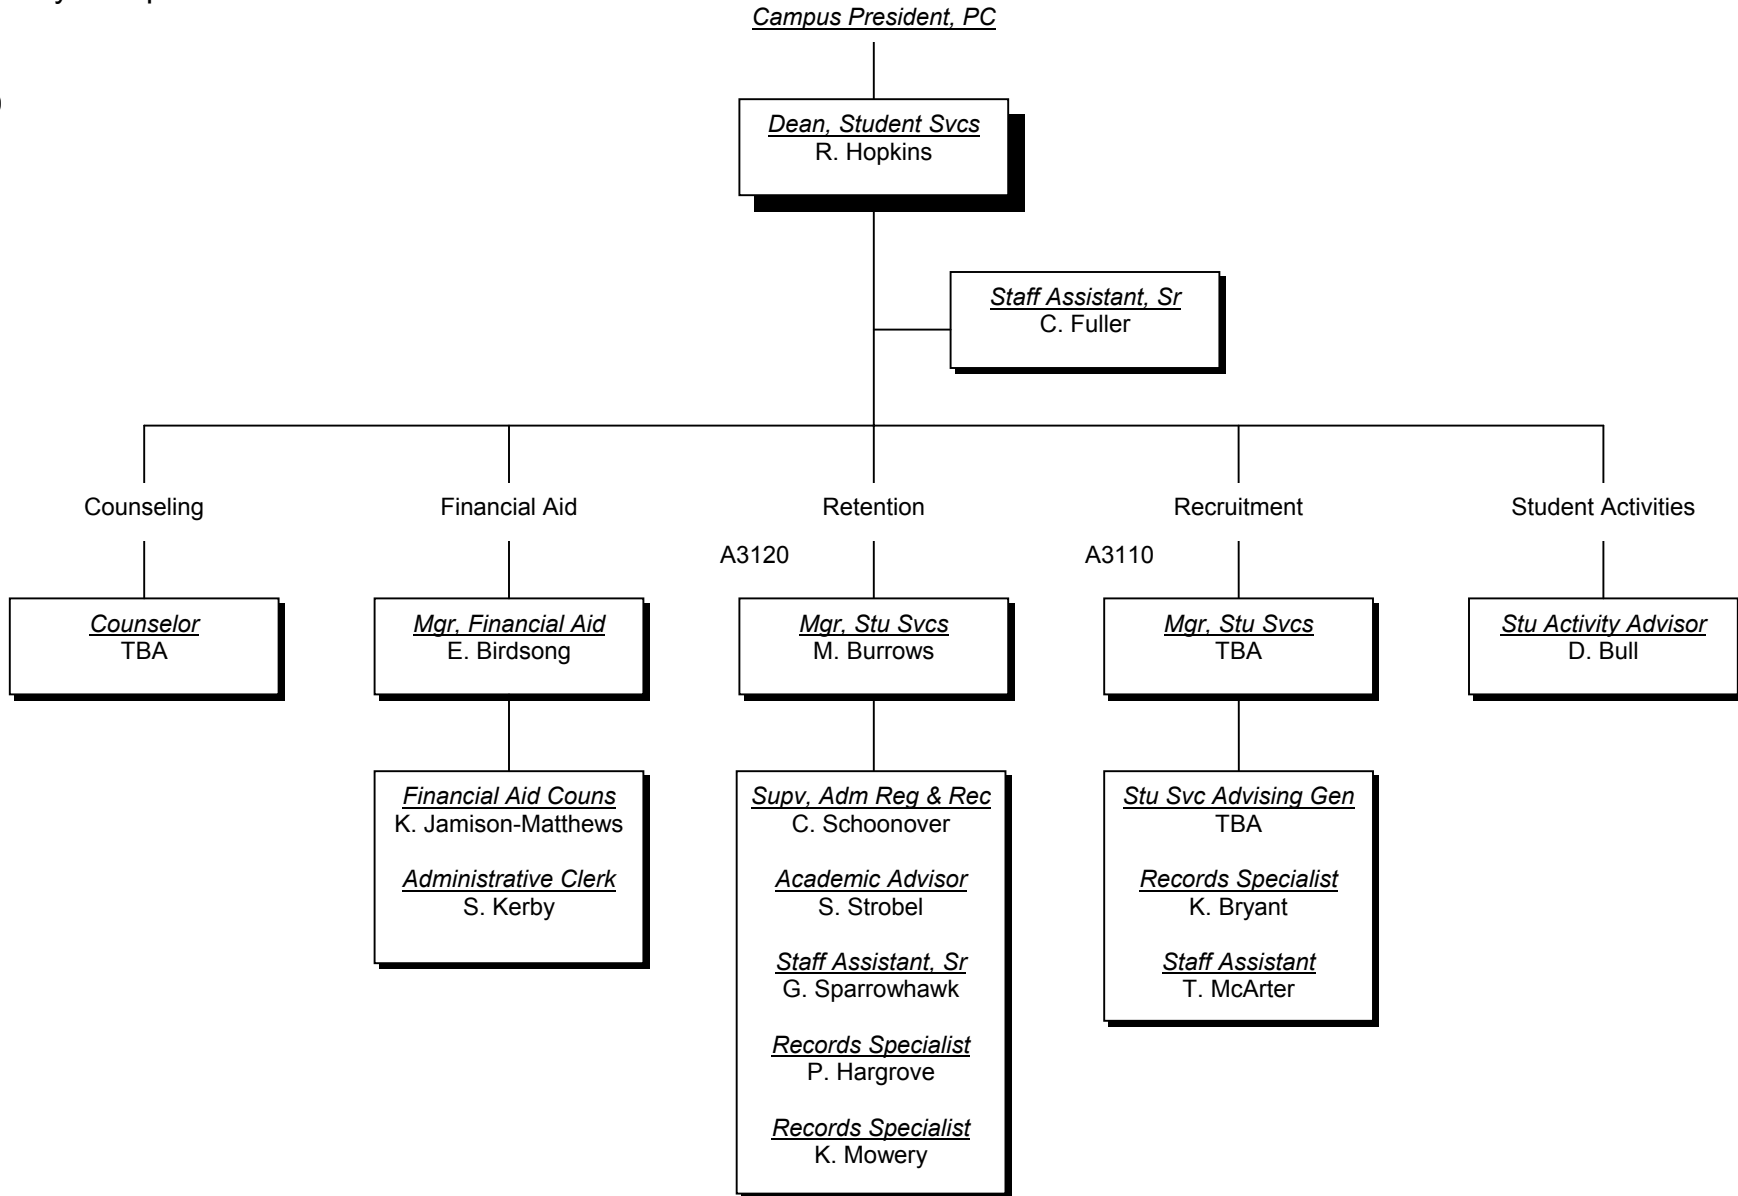 Campus President, PC
Dean, Student Svcs
R. Hopkins
Staff Assistant, Sr
C. Fuller
Counseling
Financial Aid
Retention
Recruitment
Student Activities
A3120
A3110
Counselor
TBA
Mgr, Financial Aid
E. Birdsong
Mgr, Stu Svcs
M. Burrows
Mgr, Stu Svcs
TBA
Stu Activity Advisor
D. Bull
Financial Aid Couns
K. Jamison-Matthews
Administrative Clerk
S. Kerby
Supv, Adm Reg & Rec
C. Schoonover
Academic Advisor
S. Strobel
Staff Assistant, Sr
G. Sparrowhawk
Records Specialist
P. Hargrove
Records Specialist
K. Mowery
Stu Svc Advising Gen
TBA
Records Specialist
K. Bryant
Staff Assistant
T. McArter